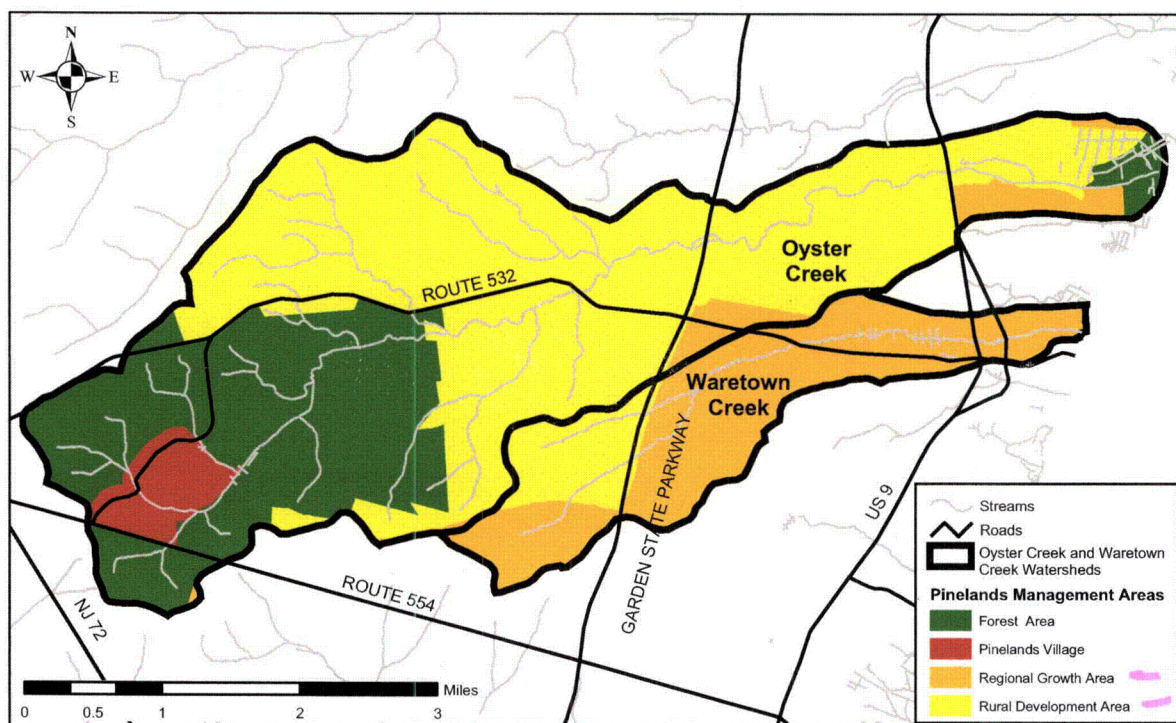 N
W E
S
ROUTE 532
Oyster
Creek
Waretown
Creek
GARDEN STATE PARKWAY
US 9
ROUTE 554
NJ 72
Miles
0 0.5 1 2 3
Streams
Roads
Oyster Creek and Waretown
Creek Watersheds
Pinelands Management Areas
Forest Area
Pinelands Village
Regional Growth Area
Rural Development Area